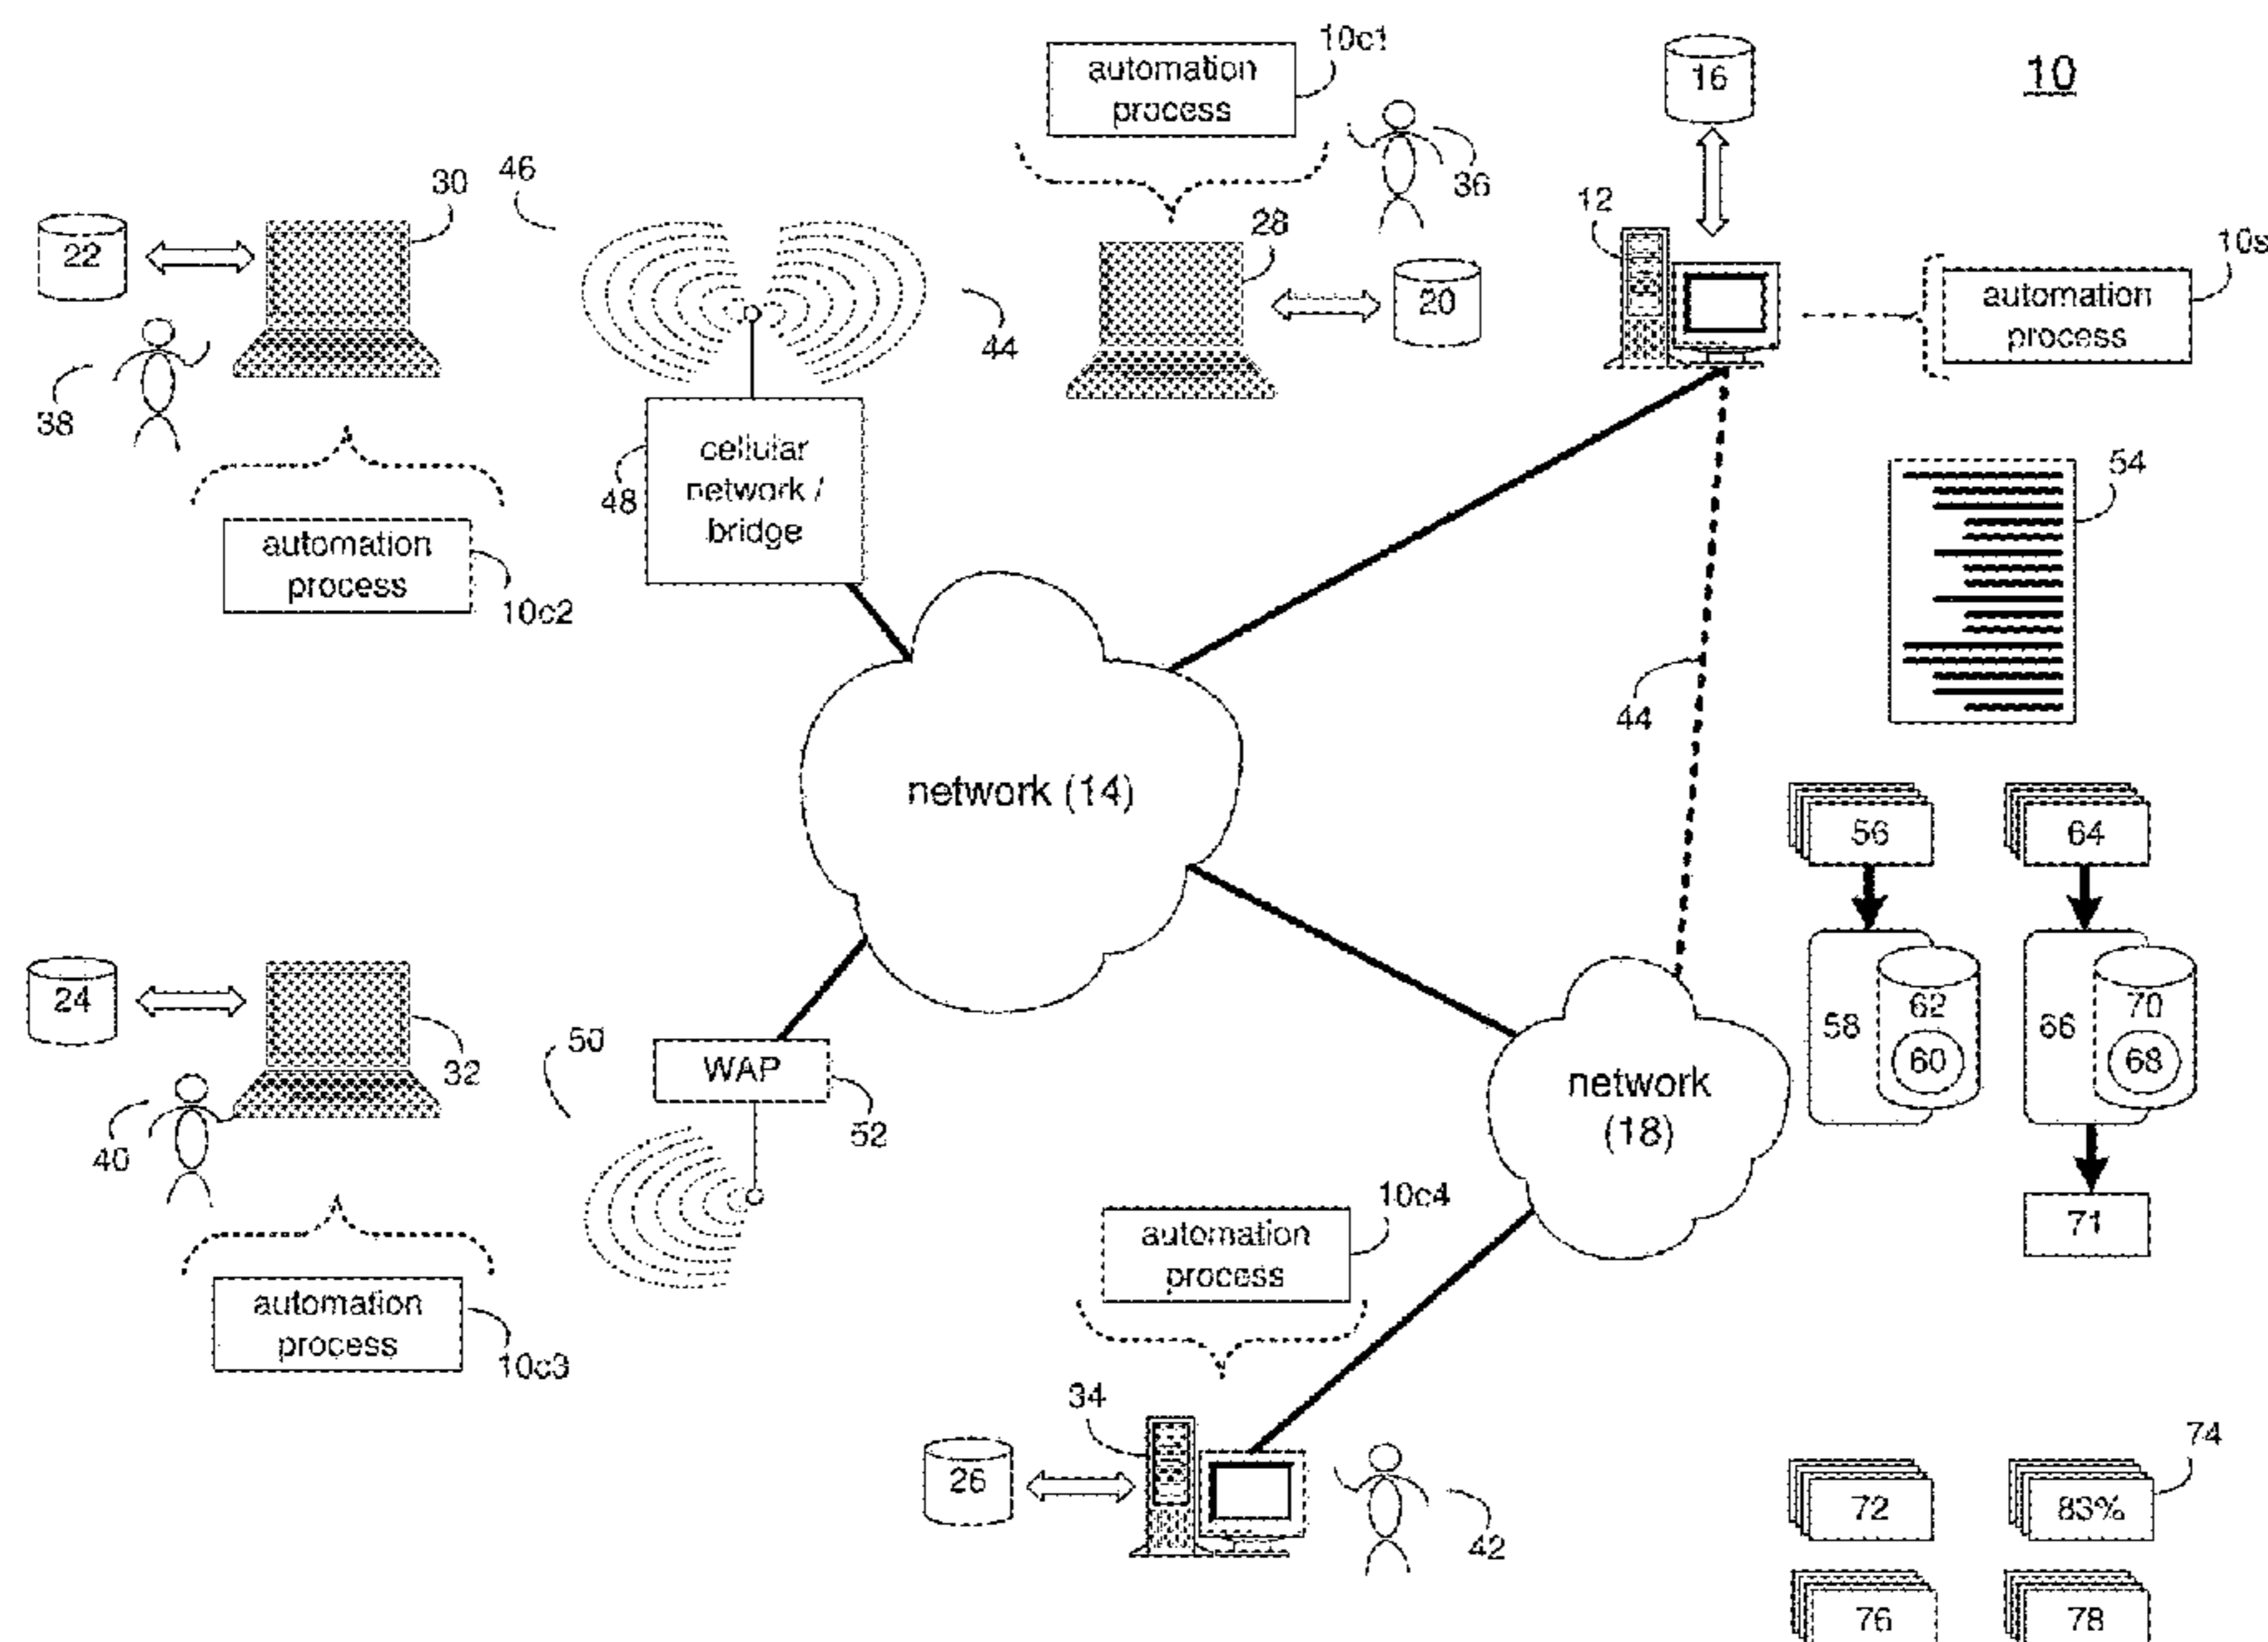 10c1
automation
process
16
10
46
30
36
12
22
28
10s
20
automation
process
44
38
cellular
network /
bridge
48
54
automation
process
10c2
44
network (14)
56
64
24
32
50
WAP
52
network
(18)
58
62
60
66
70
68
40
10c4
71
automation
process
automation
process
10c3
34
26
42
74
72
83%
76
78